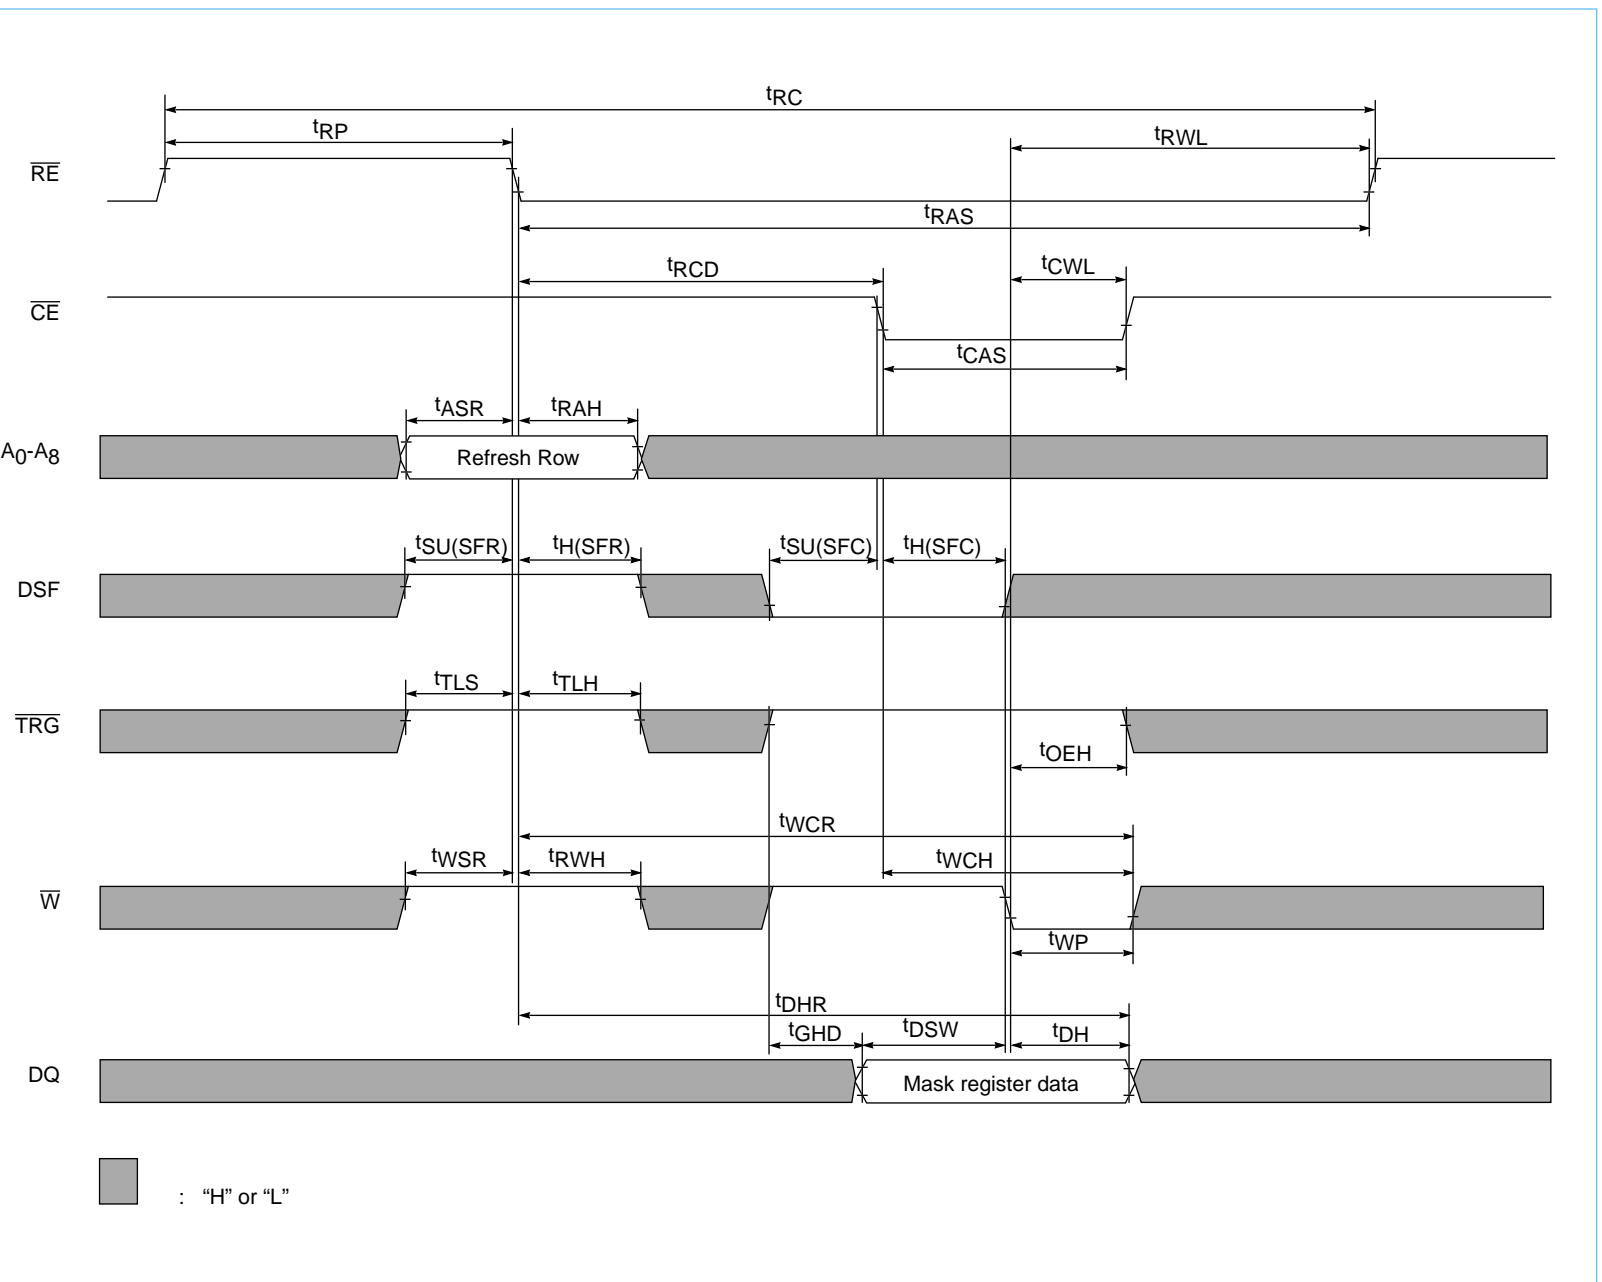 tRC
tRP
tRWL
RE
tRAS
tRCD
tCWL
CE
tCAS
tASR
tRAH
A0-A8
Refresh Row
tSU(SFR)
tH(SFR)
tSU(SFC)
tH(SFC)
DSF
tTLS
tTLH
TRG
tOEH
tWCR
tWSR
tRWH
tWCH
W
tWP
tDHR
tGHD
tDSW
tDH
DQ
Mask register data
: “H” or “L”